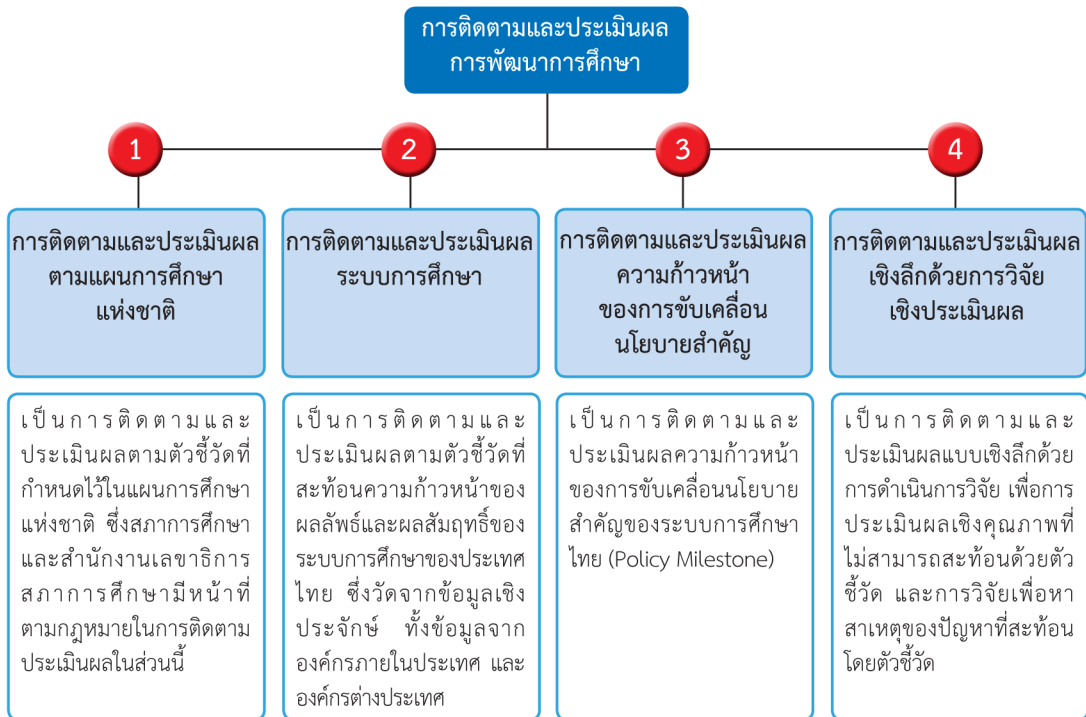 การติดตามและประเมินผล
การพัฒนาการศึกษา
1
2
3
4
การติดตามและประเมินผล
ตามแผนการศึกษา
แห่งชาติ
การติดตามและประเมินผล
ระบบการศึกษา
การติดตามและประเมินผล
ความก้าวหน้า
ของการขับเคลื่อน
นโยบายสำคัญ
การติดตามและประเมินผล
เชิงลึกด้วยการวิจัย
เชิงประเมินผล
เป็นการติดตามและ
ประเมินผลตามตัวชี้วัดที่
กำหนดไว้ในแผนการศึกษา
แห่งชาติ ซึ่งสภาการศึกษา
และสำนักงานเลขาธิการ
สภาการศึกษามีหน้าที่
ตามกฎหมายในการติดตาม
ประเมินผลในส่วนนี้
เป็นการติดตามและ
ประเมินผลตามตัวชี้วัดที่
สะท้อนความก้าวหน้าของ
ผลลัพธ์และผลสัมฤทธิ์ของ
ระบบการศึกษาของประเทศ
ไทย ซึ่งวัดจากข้อมูลเชิง
ประจักษ์ ทั้งข้อมูลจาก
องค์กรภายในประเทศ และ
องค์กรต่างประเทศ
เป็นการติดตามและ
ประเมินผลความก้าวหน้า
ของการขับเคลื่อนนโยบาย
สำคัญของระบบการศึกษา
ไทย (Policy Milestone)
เป็นการติดตามและ
ประเมินผลแบบเชิงลึกด้วย
การดำเนินการวิจัย เพื่อการ
ประเมินผลเชิงคุณภาพที่
ไม่สามารถสะท้อนด้วยตัว
ชี้วัด และการวิจัยเพื่อหา
สาเหตุของปัญหาที่สะท้อน
โดยตัวชี้วัด